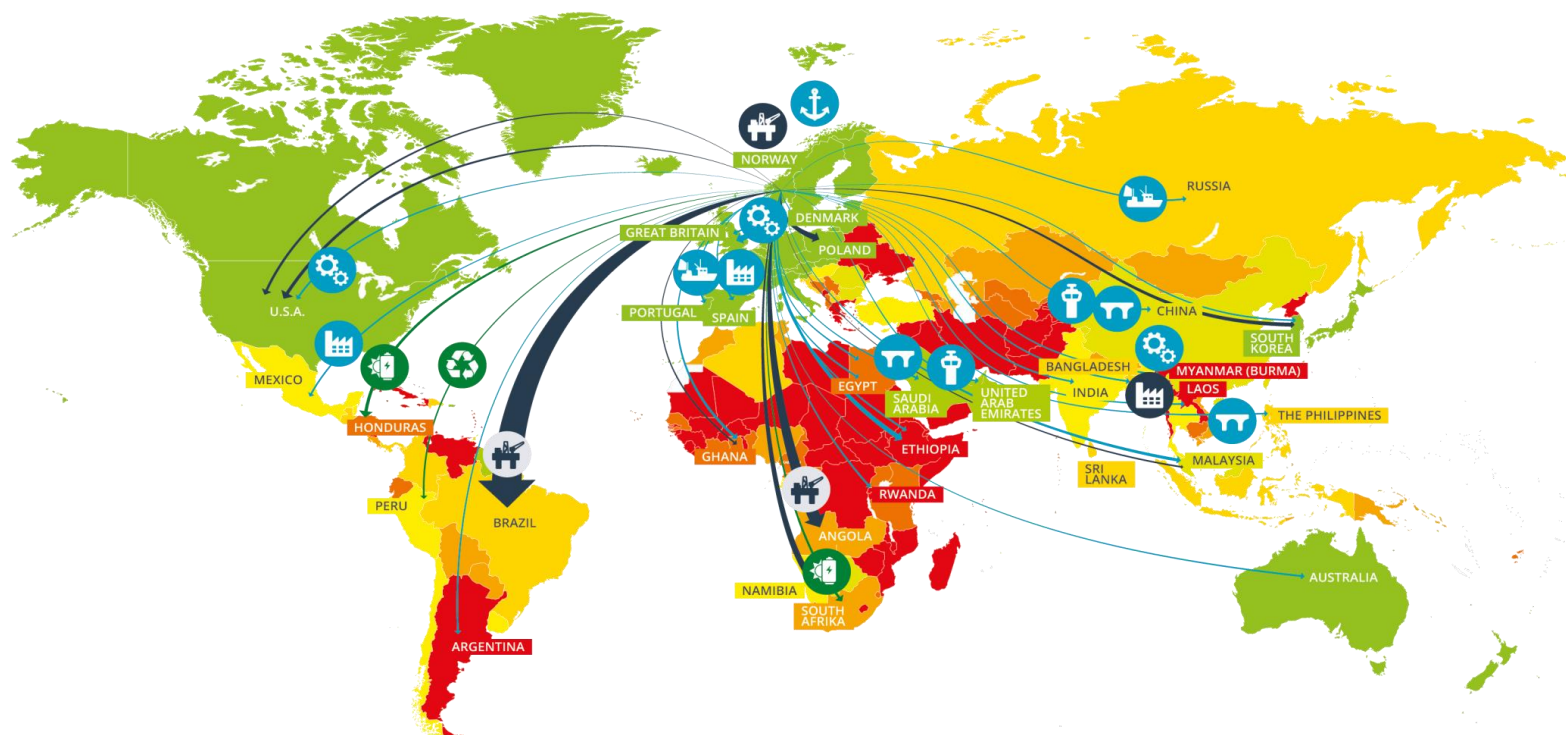 NORWAY
RUSSIA
DENMARK
GREAT BRITAIN
POLAND
U.S.A.
PORTUGAL
SPAIN
CHINA
SOUTH
KOREA
MEXICO
BANGLADESH
MYANMAR (BURMA)
EGYPT
INDIA
LAOS
SAUDI
ARABIA
UNITED
ARAB
EMIRATES
THE PHILIPPINES
HONDURAS
GHANA
ETHIOPIA
MALAYSIA
SRI
LANKA
RWANDA
PERU
BRAZIL
ANGOLA
AUSTRALIA
NAMIBIA
SOUTH
AFRIKA
ARGENTINA